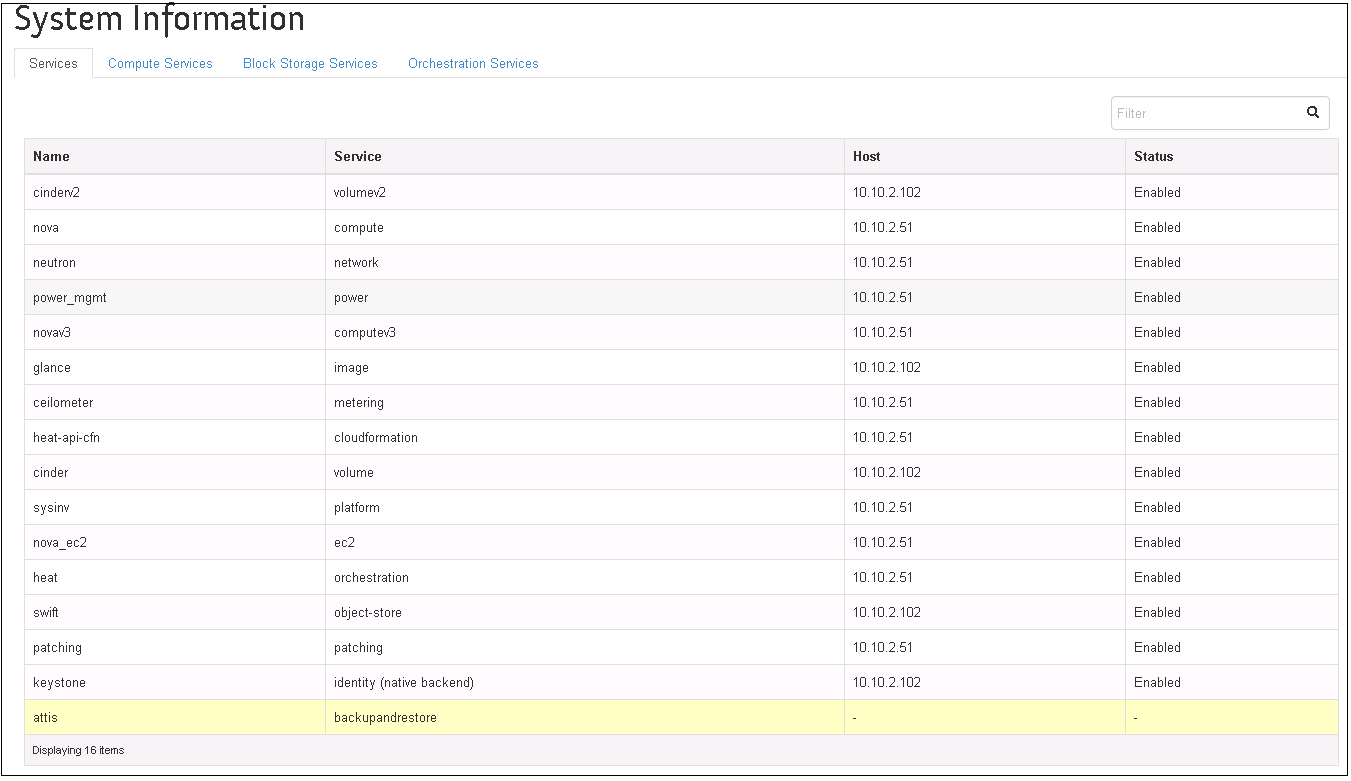 System Information
Services Compute Services Block Storage Services Orchestration Services
Filter
Name Service Host Status
cinderv2 volumev2 10.10.2.102 Enabled
nova compute 10.10.2.51 Enabled
neutron network 10.10.2.51 Enabled
power_mgmt power 10.10.2.51 Enabled
novav3 computev3 10.10.2.51 Enabled
glance image 10.10.2.102 Enabled
ceilometer metering 10.10.2.51 Enabled
heat-api-cfn cloudformation 10.10.2.51 Enabled
cinder volume 10.10.2.102 Enabled
sysinv platform 10.10.2.51 Enabled
nova_ec2 ec2 10.10.2.51 Enabled
heat orchestration 10.10.2.51 Enabled
swift object-store 10.10.2.102 Enabled
patching patching 10.10.2.51 Enabled
keystone identity (native backend) 10.10.2.102 Enabled
attis backupandrestore - -
Displaying 16 items